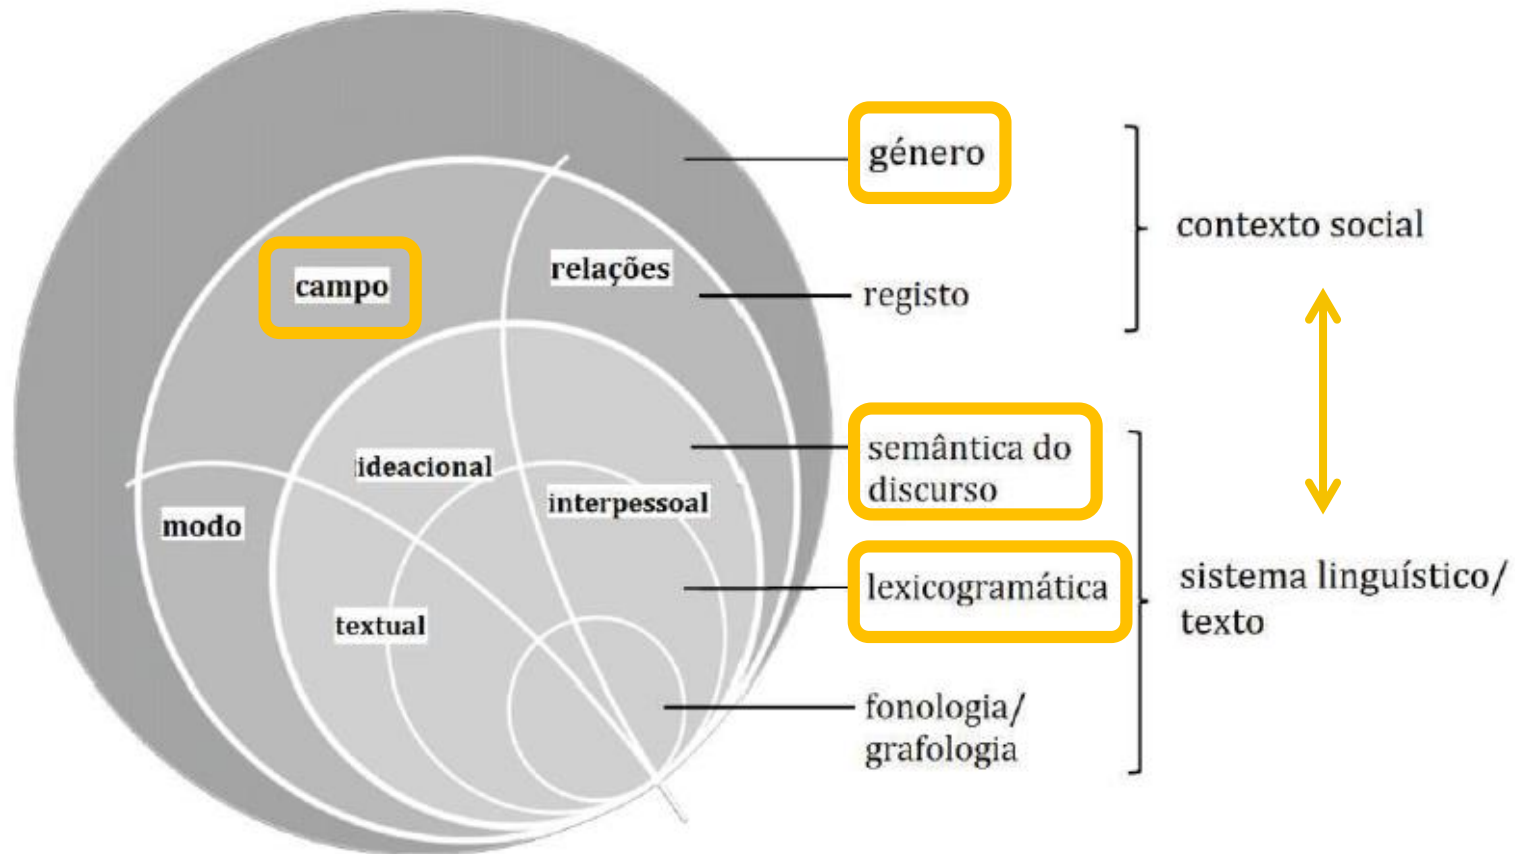 género
contexto social
relações
campo
registo
semântica do
discurso
ideacional
interpessoal
modo
lexicogramática
sistema linguístico/
texto
textual
fonologia/
grafologia